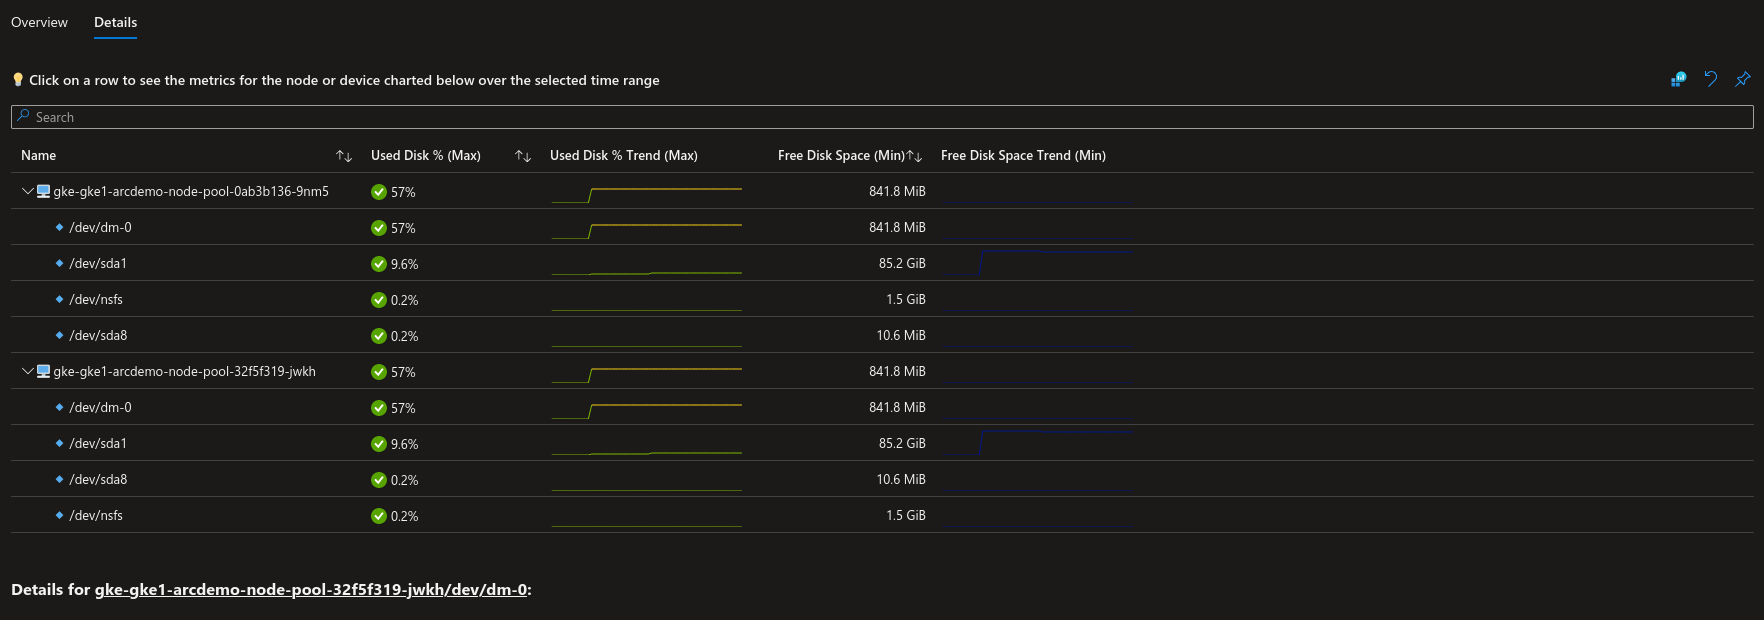 Overview Details
Click on a row to see the metrics for the node or device charted below over the selected time range
Search
Name Used Disk % (Max) Used Disk % Trend (Max) Free Disk Space (Min) Free Disk Space Trend (Min)
gke-gke1-arcdemo-node-pool-0ab3b136-9nm5 57% 841.8 MiB
/dev/dm-0 57% 841.8 MiB
/dev/sda1 9.6% 85.2 GiB
/dev/nsfs 0.2% 1.5 GiB
/dev/sda8 0.2% 10.6 MiB
gke-gke1-arcdemo-node-pool-32f5f319-jwkh 57% 841.8 MiB
/dev/dm-0 57% 841.8 MiB
/dev/sda1 9.6% 85.2 GiB
/dev/sda8 0.2% 10.6 MiB
/dev/nsfs 0.2% 1.5 GiB
Details for gke-gke1-arcdemo-node-pool-32f5f319-jwkh/dev/dm-0: